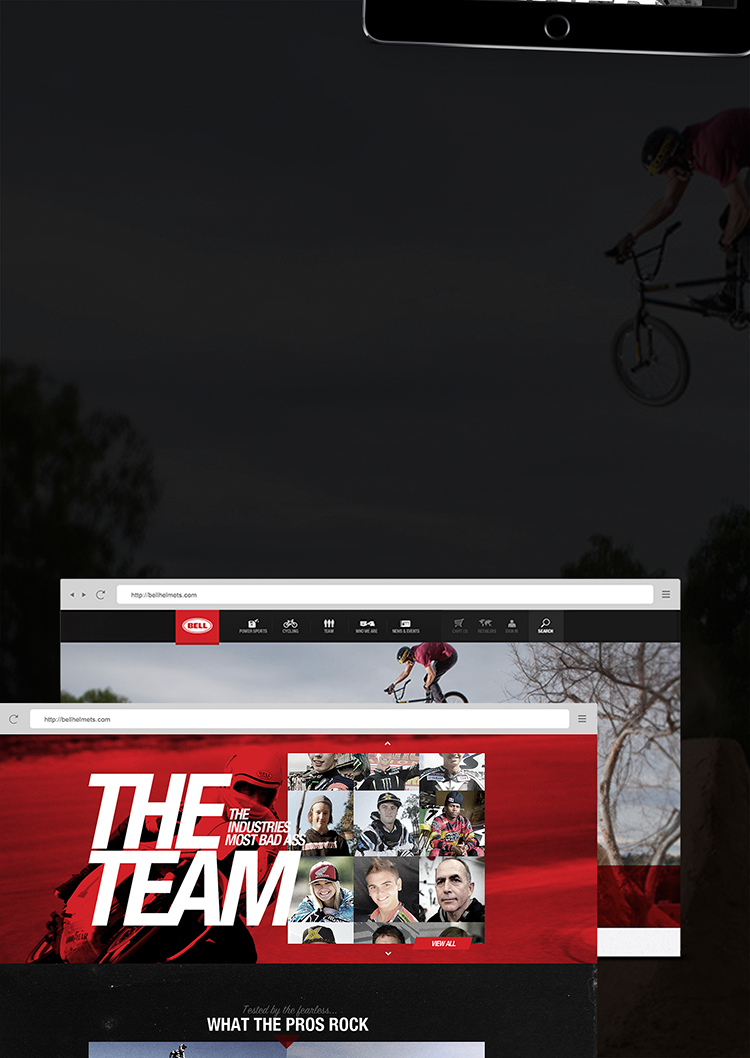 http://bellhelmets.com
BELL
POWER SPORTS
CYCLING
TEAM
WHO WE ARE
NEWS & EVENTS
CART (0)
RETAILERS
SIGN IN
SEARCH
http://bellhelmets.com
THE
TEAM
THE
INDUSTRIES
MOST BAD ASS
VIEW ALL
Tested by the fearless...
WHAT THE PROS ROCK